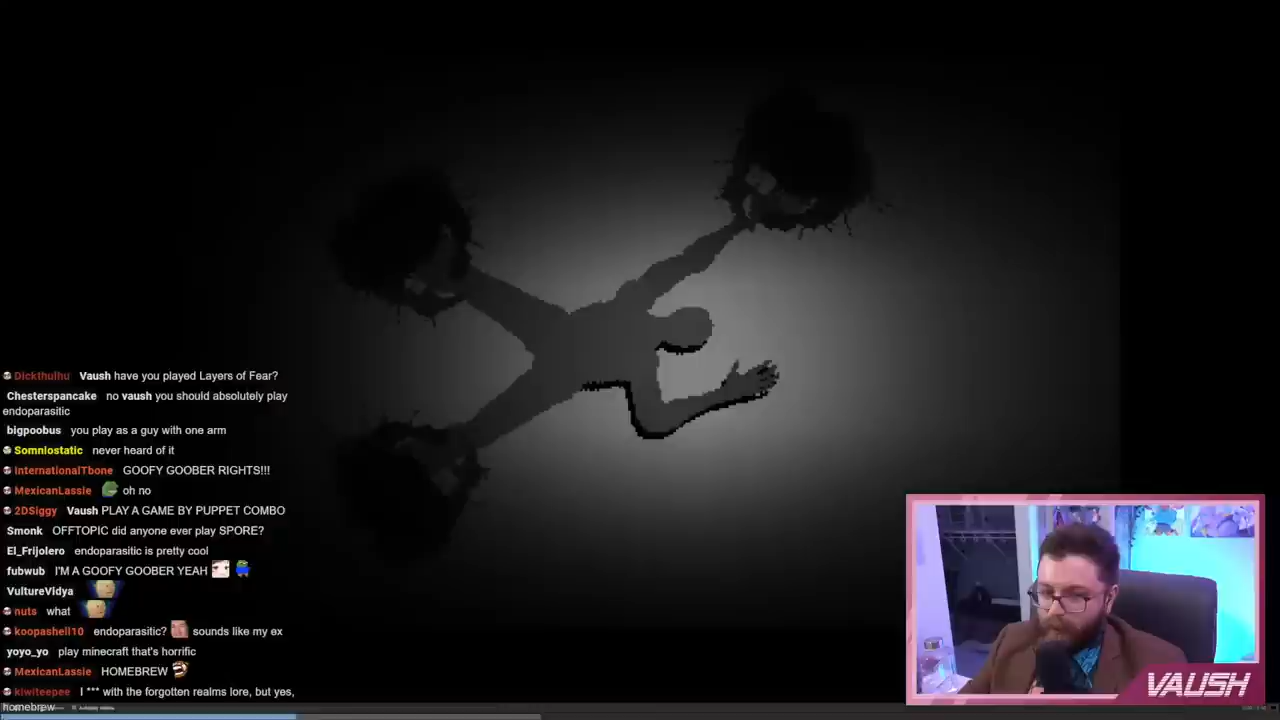 Dickthulhu Vaush have you played Layers of Fear?
Chesterspancake no vaush you should absolutely play
endoparasitic
bigpoobus you play as a guy with one arm
Somniostatic never heard of it
InternationalTbone GOOFY GOOBER RIGHTS!!!
MexicanLassie oh no
2DSiggy Vaush PLAY A GAME BY PUPPET COMBO
Smonk OFFTOPIC did anyone ever play SPORE?
El_Frijolero endoparasitic is pretty cool
fubwub I'M A GOOFY GOOBER YEAH
VultureVidya
nuts what
koopashell10 endoparasitic? sounds like my ex
yoyo_yo play minecraft that's horrific
MexicanLassie HOMEBREW
kiwiteepee I *** with the forgotten realms lore, but yes,
homebrew
VAUSH